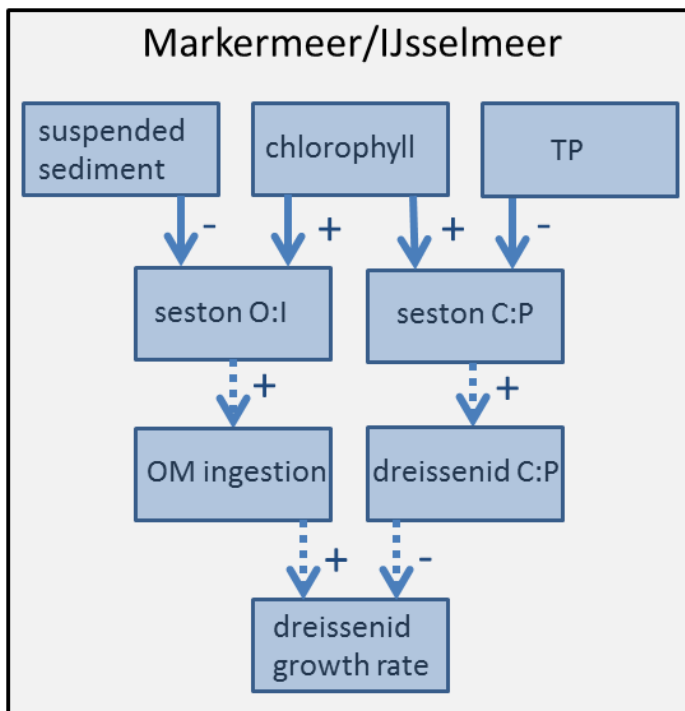 Markermeer/IJsselmeer
suspended
sediment
chlorophyll
TP
-
+
+
-
seston O:I
seston C:P
+
+
OM ingestion
dreissenid C:P
+
-
dreissenid
growth rate